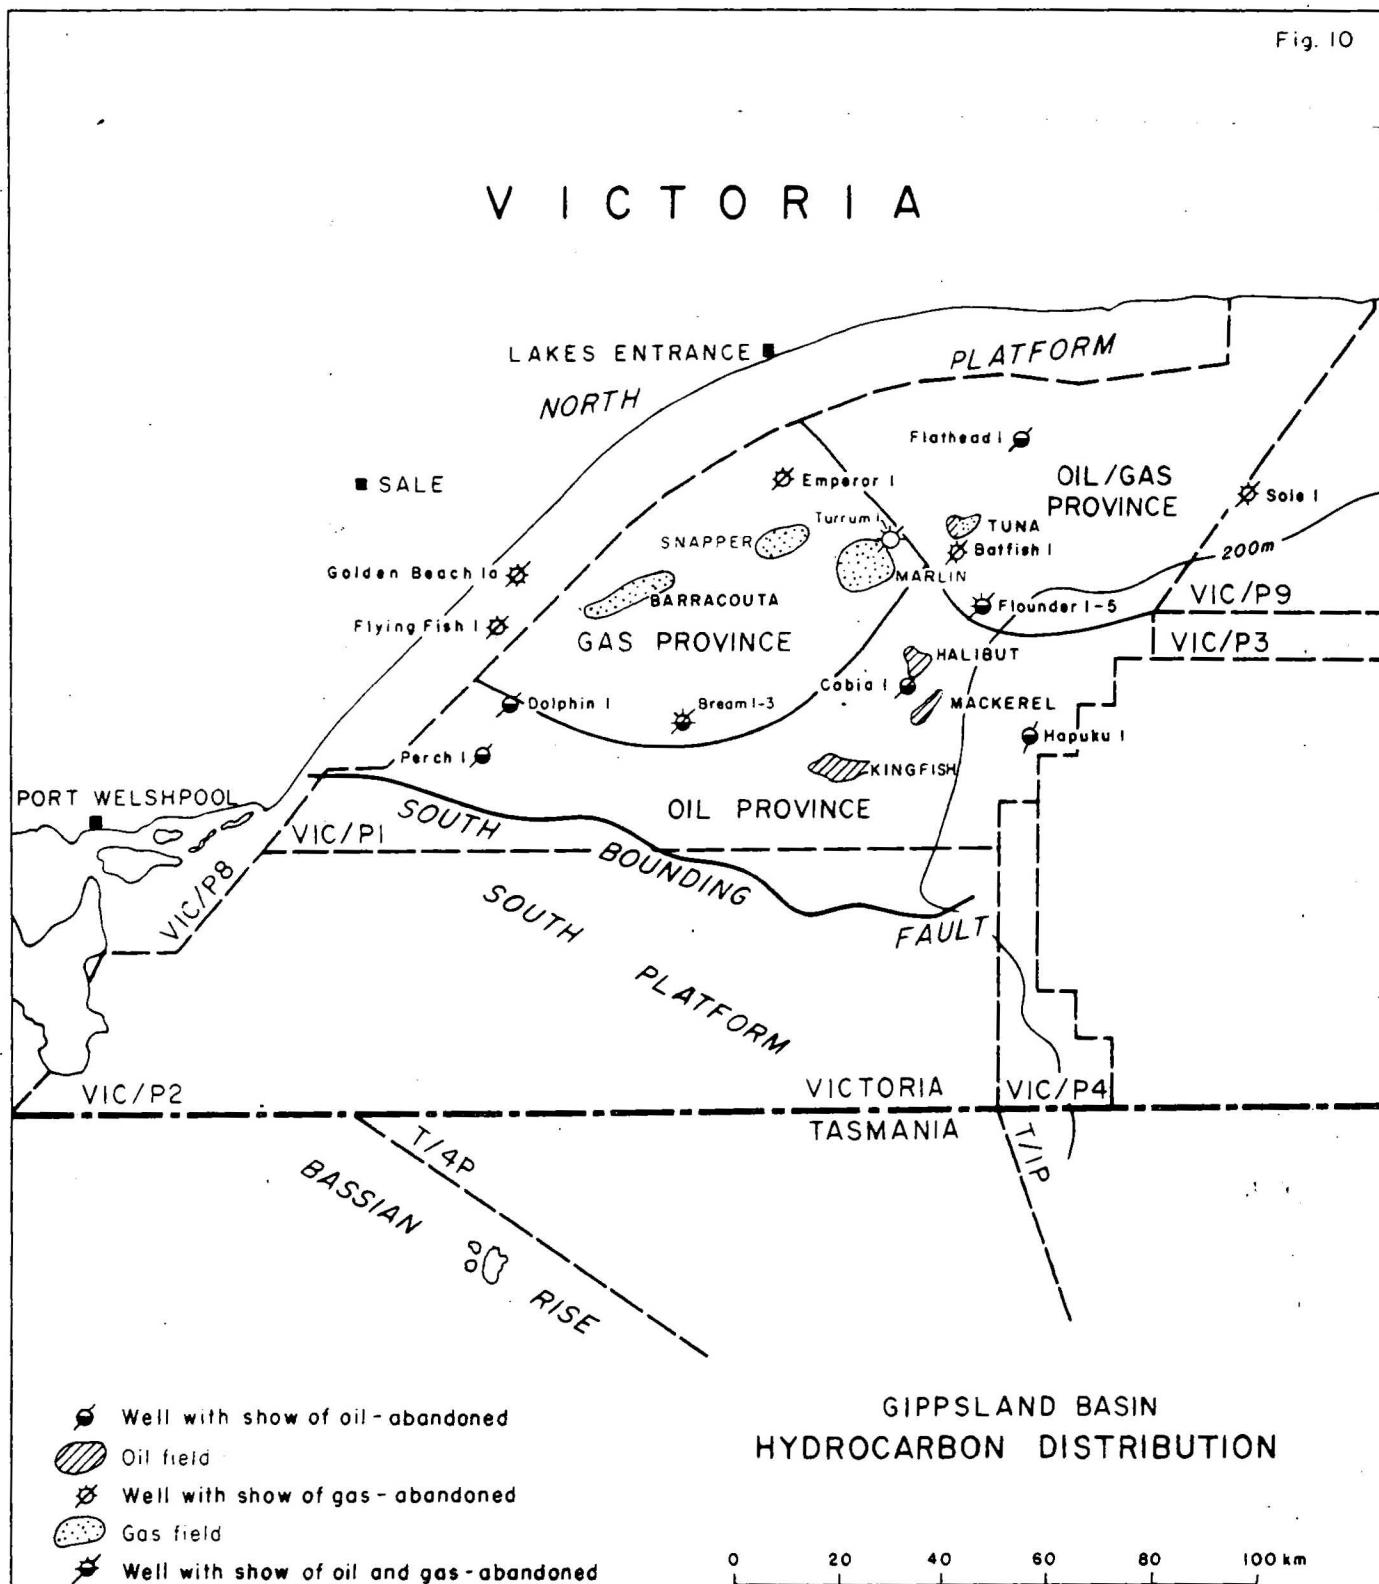 Fig. 10
VICTORIA
LAKES ENTRANCE
NORTH
PLATFORM
Flathead 1
SALE
Emperor 1
OIL/GAS
PROVINCE
Sole 1
Turrum 1
TUNA
SNAPPER
Batfish 1
200m
Golden Beach 1a
MARLIN
BARRACOUTA
Flounder 1-5
VIC/P9
Flying Fish 1
GAS PROVINCE
VIC/P3
HALIBUT
Cobia 1
Dolphin 1
Bream 1-3
MACKEREL
Hapuku 1
Perch 1
KINGFISH
PORT WELSHPOOL
OIL PROVINCE
SOUTH
BOUNDING
FAULT
VIC/P1
VIC/P8
SOUTH
PLATFORM
VIC/P2
VICTORIA
VIC/P4
TASMANIA
T/4P
T/1P
BASSIAN
RISE
Well with show of oil-abandoned
Oil field
Well with show of gas-abandoned
Gas field
Well with show of oil and gas-abandoned
GIPPSLAND BASIN
HYDROCARBON DISTRIBUTION
0 20 40 60 80 100 km